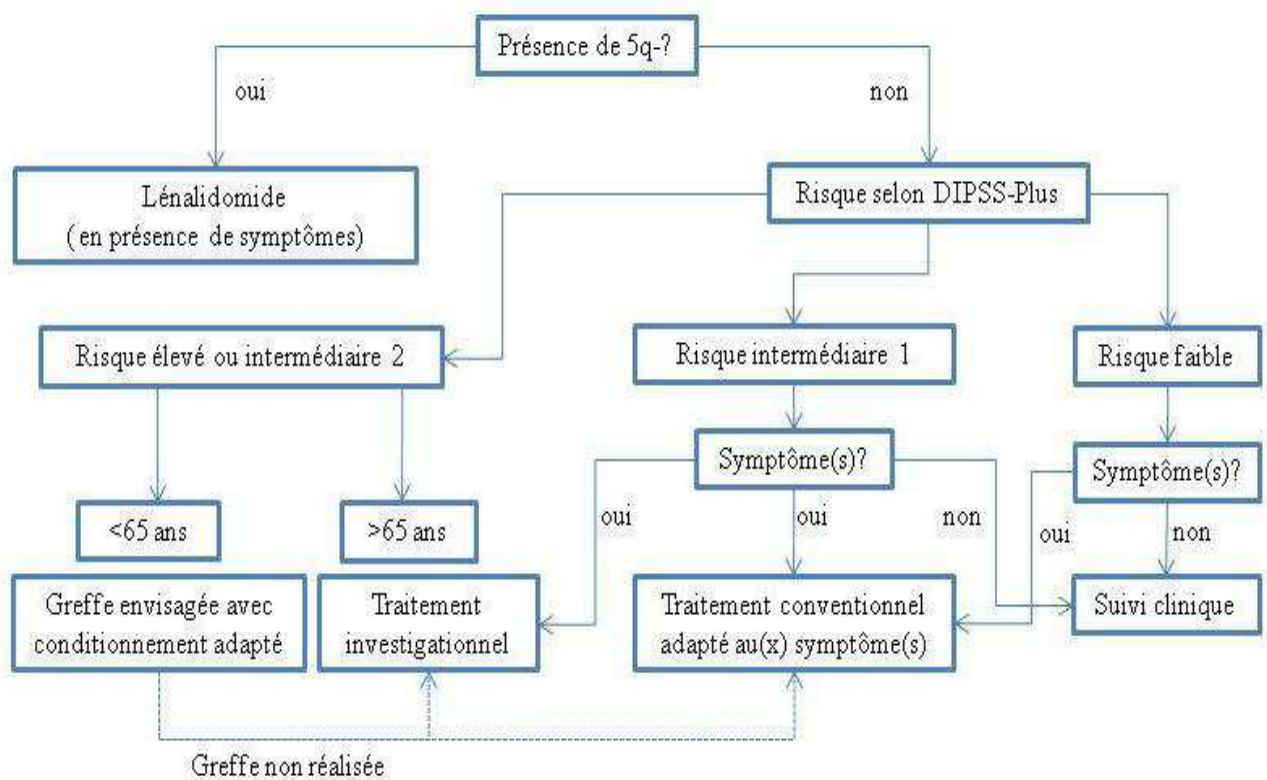 Présence de 5q-?
oui
non
Lénalidomide
( en présence de symptômes)
Risque selon DIPSS-Plus
Risque élevé ou intermédiaire 2
Risque intermédiaire 1
Risque faible
Symptôme(s)?
Symptôme(s)?
<65 ans
>65 ans
oui
oui
non
oui
non
Greffe envisagée avec
conditionnement adapté
Traitement
investigationnel
Traitement conventionnel
adapté au(x) symptôme(s)
Suivi clinique
Greffe non réalisée